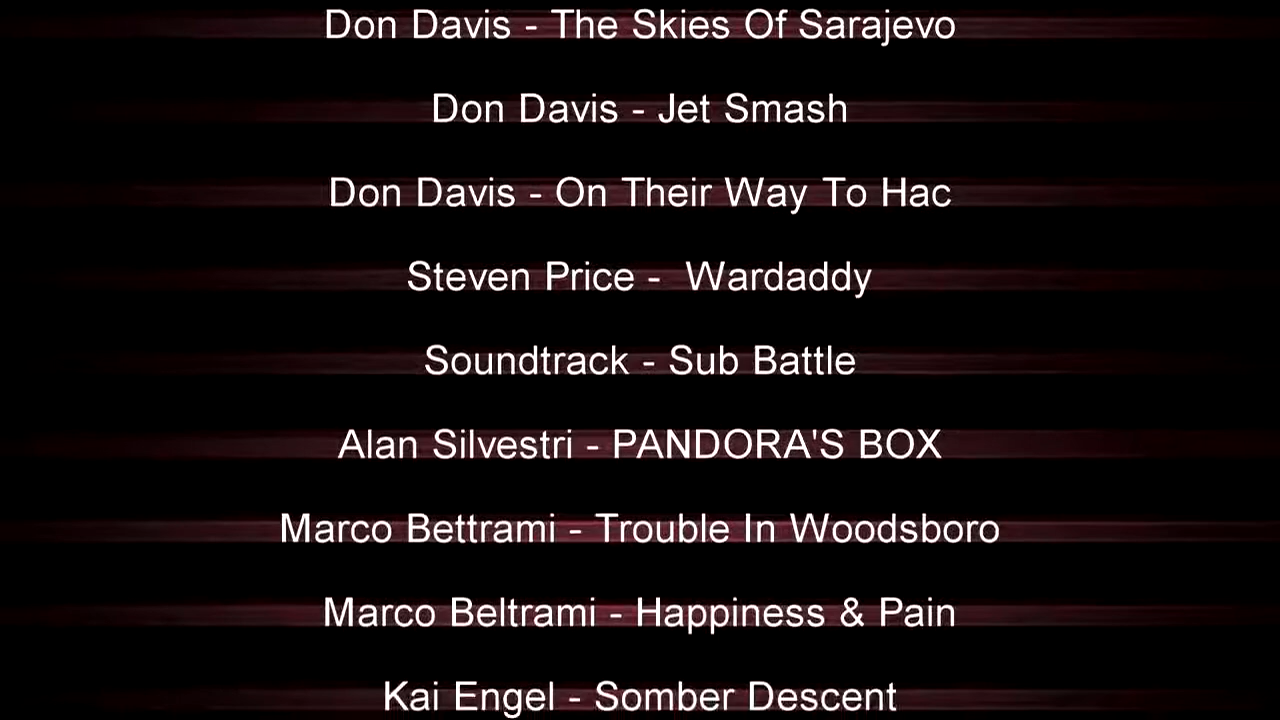 Don Davis - The Skies Of Sarajevo
Don Davis - Jet Smash
Don Davis - On Their Way To Hac
Steven Price -  Wardaddy
Soundtrack - Sub Battle
Alan Silvestri - PANDORA'S BOX
Marco Bettrami - Trouble In Woodsboro
Marco Beltrami - Happiness & Pain
Kai Engel - Somber Descent